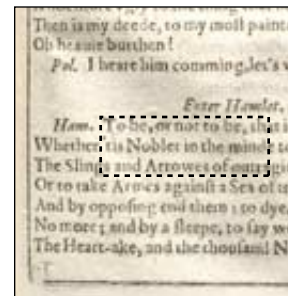 Then is my deede, to my most paint
Oh heauie burthen!
Pol. I heare him comming, let's w
Enter Hamlet.
Ham. To be, or not to be, that i
Whether 'tis Nobler in the minde to
The Slings and Arrowes of outragi
Or to take Armes against a Sea of t
And by opposing end them: to dye,
No more; and by a sleepe, to say we
The Heart-ake, and the thousand N